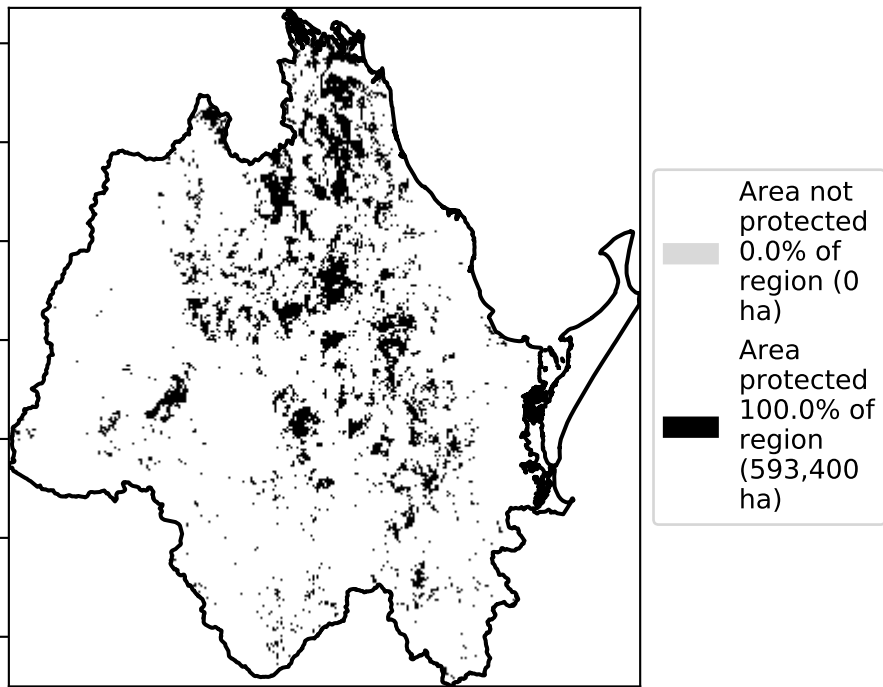 Area not
protected
0.0% of
region (0
ha)
Area
protected
100.0% of
region
(593,400
ha)